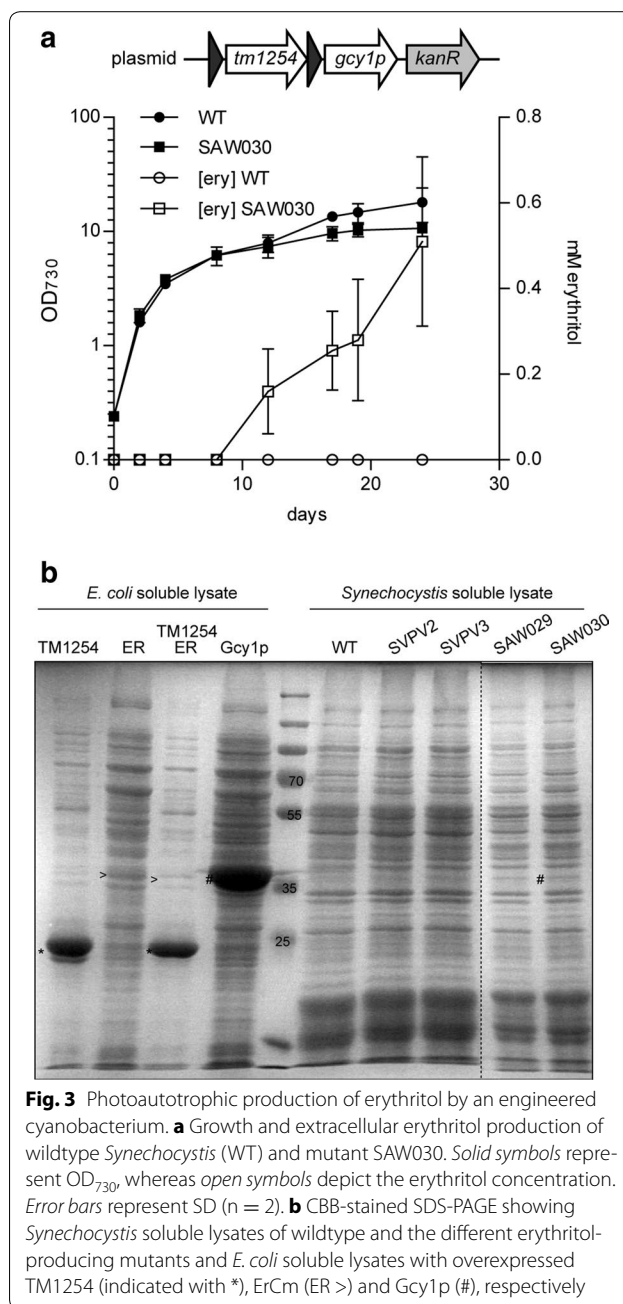 a
plasmid tm1254 gcy1p kanR
WT
SAW030
[ery] WT
[ery] SAW030
100
10
1
0.1
OD730
0.8
0.6
0.4
0.2
0.0
mM erythritol
0 10 20 30
days
b
E. coli soluble lysate Synechocystis soluble lysate
TM1254 ER TM1254 ER Gcy1p WT SVPV2 SVPV3 SAW029 SAW030
70
55
35
25
> > # #
* *
Fig. 3 Photoautotrophic production of erythritol by an engineered
cyanobacterium. a Growth and extracellular erythritol production of
wildtype Synechocystis (WT) and mutant SAW030. Solid symbols repre-
sent OD730, whereas open symbols depict the erythritol concentration.
Error bars represent SD (n = 2). b CBB-stained SDS-PAGE showing
Synechocystis soluble lysates of wildtype and the different erythritol-
producing mutants and E. coli soluble lysates with overexpressed
TM1254 (indicated with *), ErCm (ER >) and Gcy1p (#), respectively